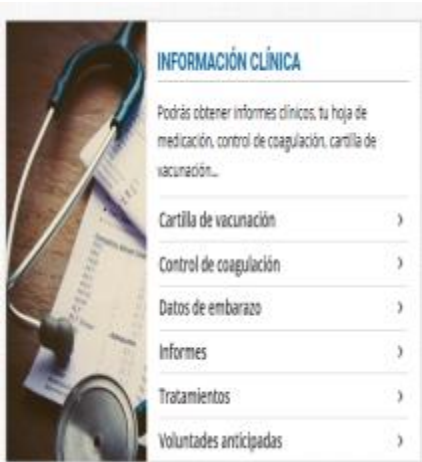 INFORMACIÓN CLÍNICA
Podrás obtener informes clínicos, tu hoja de
medicación, control de coagulación, cartilla de
vacunación...
Cartilla de vacunación
Control de coagulación
Datos de embarazo
Informes
Tratamientos
Voluntades anticipadas